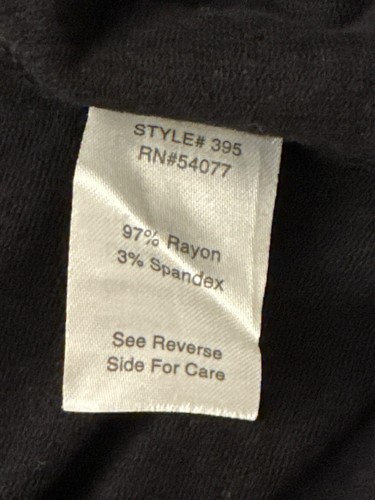 STYLE# 395
RN#54077
97% Rayon
3% Spandex
See Reverse
Side For Care